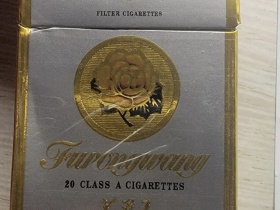 FILTER CIGARETTES
Furongwang
20 CLASS A CIGARETTES